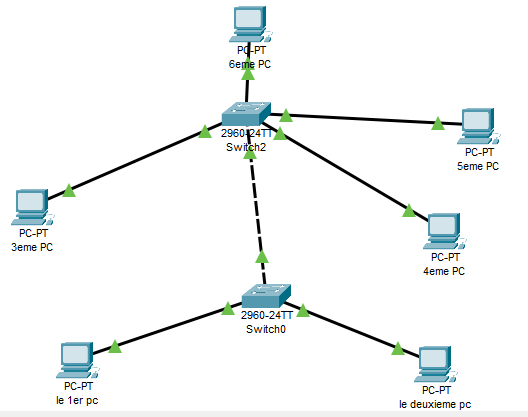 PC-PT
6eme PC
2960-24TT
Switch2
PC-PT
5eme PC
PC-PT
3eme PC
PC-PT
4eme PC
2960-24TT
Switch0
PC-PT
le 1er pc
PC-PT
le deuxieme pc